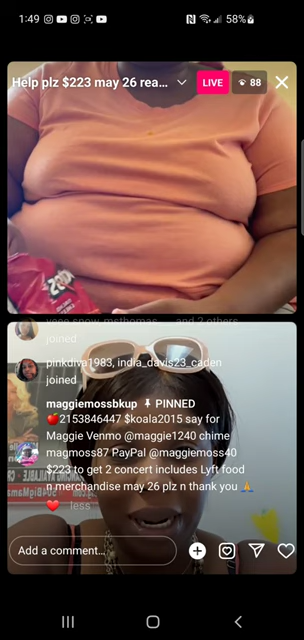 1:49
58%
Help plz $223 may 26 rea...
LIVE
88
and 2 others
joined
pinkdiva1983, indira_davis23_caden
joined
maggiemossbkup PINNED
🍎2153846447 $koala2015 say for
Maggie Venmo @maggie1240 chime
magmoss87 PayPal @maggiemoss40
$223 to get 2 concert includes Lyft food
n merchandise may 26 plz n thank you 🙏
❤️ less
Add a comment...